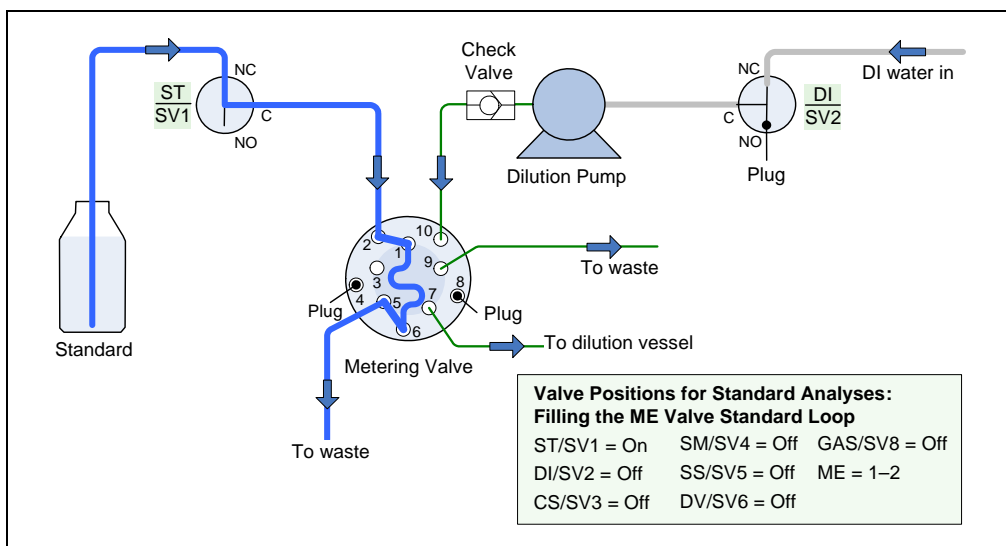 Check
Valve
NC
ST
SV1
C
NO
NC
DI water in
DI
SV2
C
NO
Plug
Dilution Pump
Standard
2
1
10
9
3
8
4
5
7
6
Plug
Plug
To waste
To dilution vessel
Metering Valve
To waste
Valve Positions for Standard Analyses:
Filling the ME Valve Standard Loop
ST/SV1 = On SM/SV4 = Off GAS/SV8 = Off
DI/SV2 = Off SS/SV5 = Off ME = 1–2
CS/SV3 = Off DV/SV6 = Off